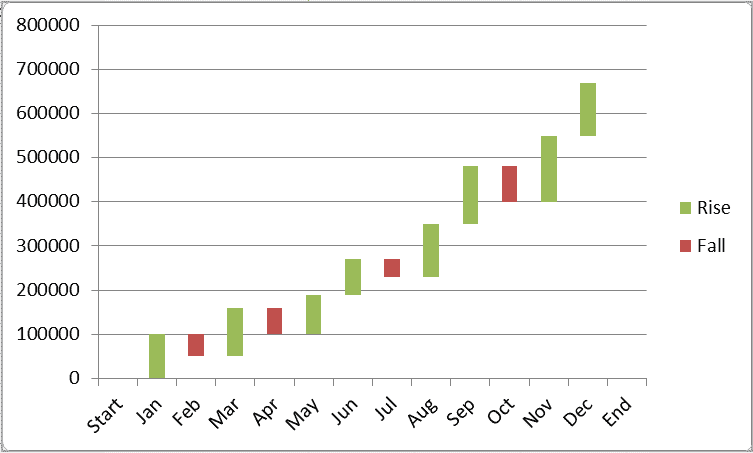 800000
700000
600000
500000
400000
300000
200000
100000
0
Start
Jan
Feb
Mar
Apr
May
Jun
Jul
Aug
Sep
Oct
Nov
Dec
End
Rise
Fall